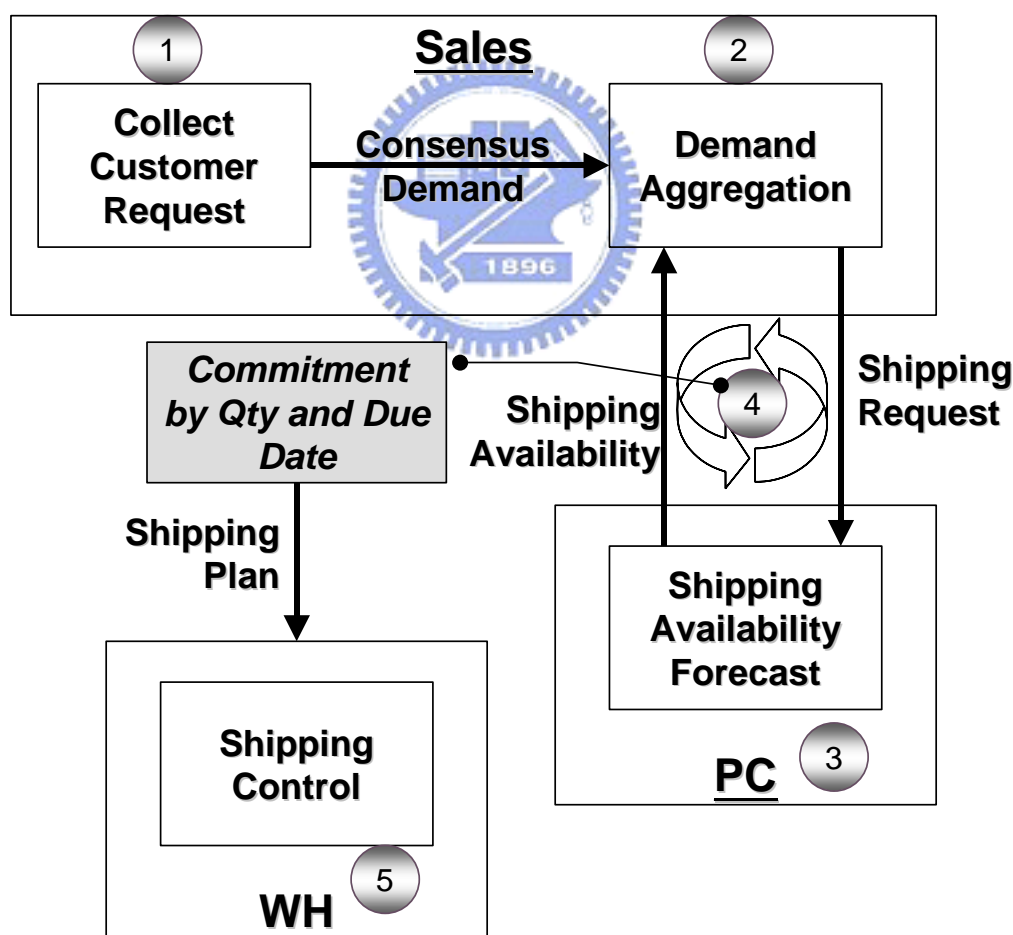 1
Sales
2
Collect
Customer
Request
Consensus
Demand
Demand
Aggregation
1896
Commitment
by Qty and Due
Date
Shipping
Availability
4
Shipping
Request
Shipping
Plan
Shipping
Availability
Forecast
3
PC
Shipping
Control
5
WH